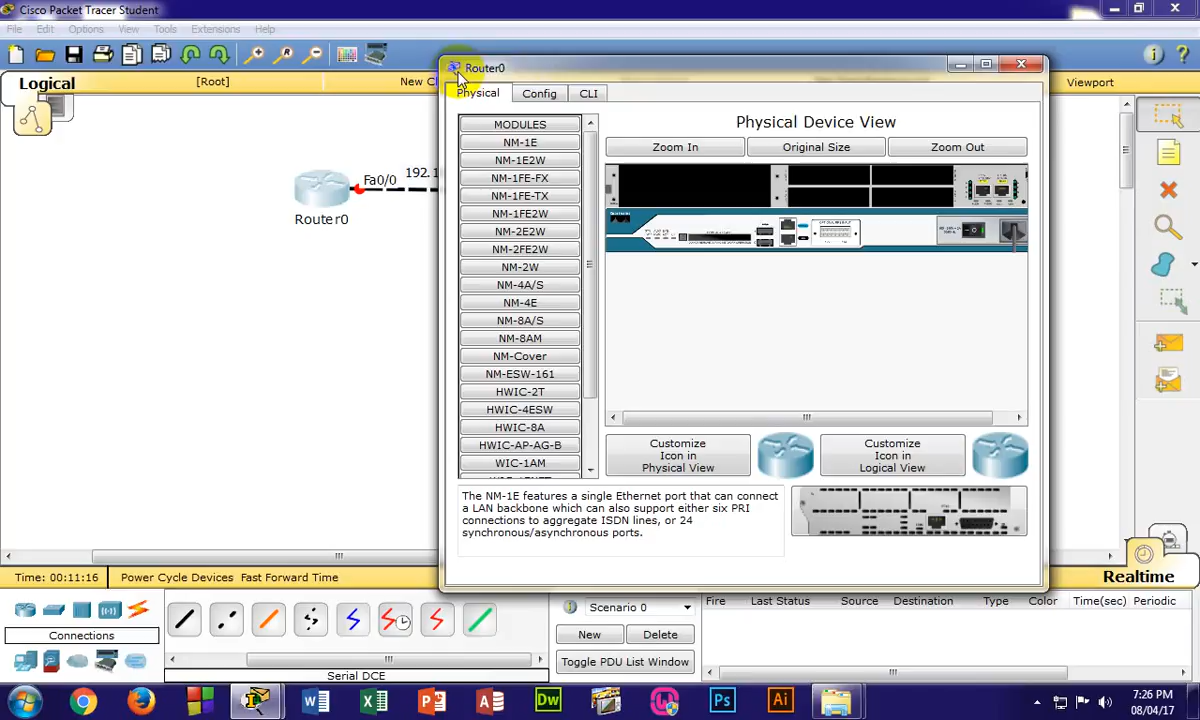 Cisco Packet Tracer Student
File Edit Options View Tools Extensions Help
Logical
[Root]
New C
Viewport
Router0
Physical Config CLI
MODULES
NM-1E
NM-1E2W
NM-1FE-FX
NM-1FE-TX
NM-1FE2W
NM-2E2W
NM-2FE2W
NM-2W
NM-4A/S
NM-4E
NM-8A/S
NM-8AM
NM-Cover
NM-ESW-161
HWIC-2T
HWIC-4ESW
HWIC-8A
HWIC-AP-AG-B
WIC-1AM
Physical Device View
Zoom In
Original Size
Zoom Out
Customize
Icon in
Physical View
Customize
Icon in
Logical View
The NM-1E features a single Ethernet port that can connect
a LAN backbone which can also support either six PRI
connections to aggregate ISDN lines, or 24
synchronous/asynchronous ports.
Fa0/0
192.1
Router0
Time: 00:11:16 Power Cycle Devices Fast Forward Time
Realtime
Connections
Serial DCE
Scenario 0
New
Delete
Toggle PDU List Window
Fire Last Status Source Destination Type Color Time(sec) Periodic
Dw
Ps
Ai
7:26 PM
08/04/17